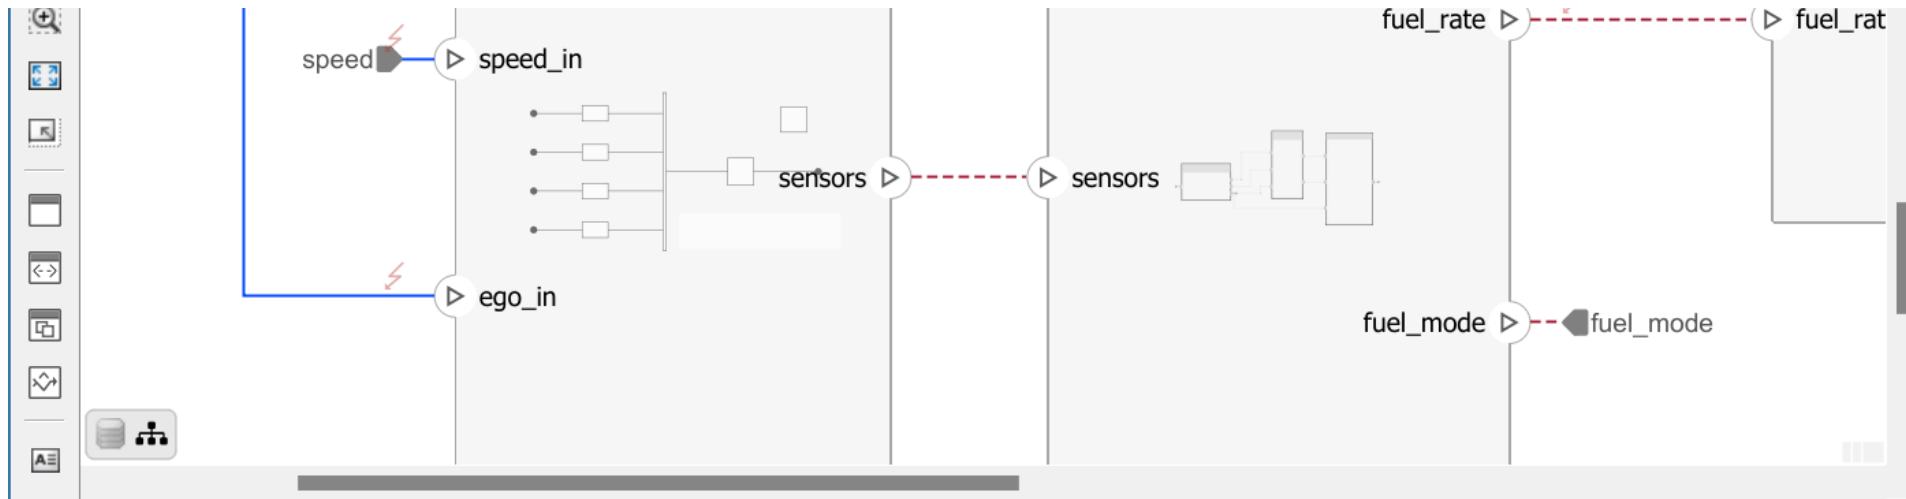 fuel_rate
fuel_rat
speed
speed_in
sensors
sensors
ego_in
fuel_mode
fuel_mode
A